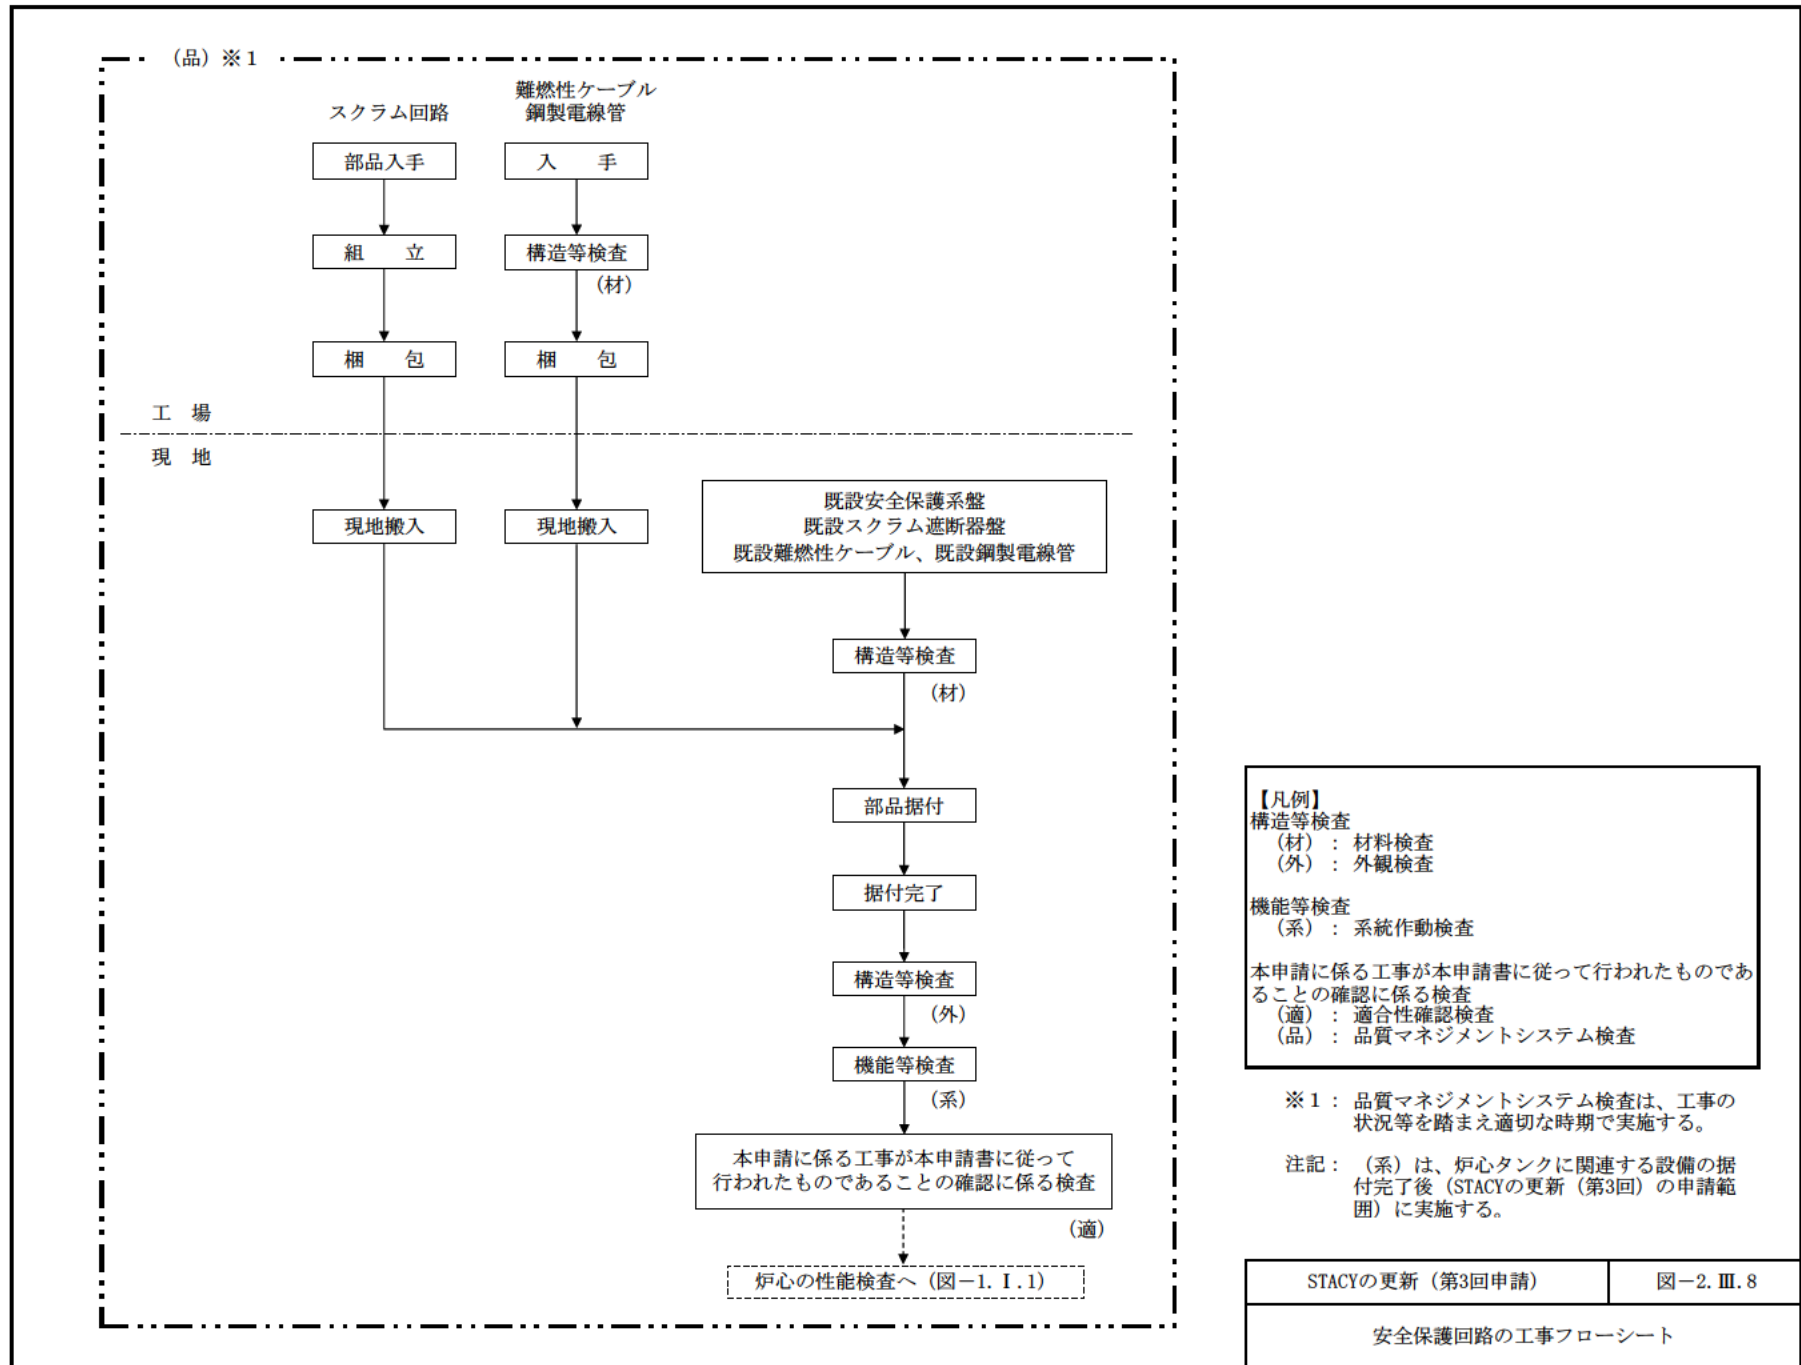 （品）※１
スクラム回路
難燃性ケーブル
鋼製電線管
部品入手
入　手
組　立
構造等検査
（材）
梱　包
梱　包
工　場
現　地
現地搬入
現地搬入
既設安全保護系盤
既設スクラム遮断器盤
既設難燃性ケーブル、既設鋼製電線管
構造等検査
（材）
部品据付
据付完了
構造等検査
（外）
機能等検査
（系）
本申請に係る工事が本申請書に従って
行われたものであることの確認に係る検査
（適）
炉心の性能検査へ（図－1.Ⅰ.1）
【凡例】
構造等検査
（材）：材料検査
（外）：外観検査
機能等検査
（系）：系統作動検査
本申請に係る工事が本申請書に従って行われたものであ
ることの確認に係る検査
（適）：適合性確認検査
（品）：品質マネジメントシステム検査
※１：品質マネジメントシステム検査は、工事の
状況等を踏まえ適切な時期で実施する。
注記：（系）は、炉心タンクに関連する設備の据
付完了後（STACYの更新（第3回）の申請範
囲）に実施する。
STACYの更新（第3回申請）
図－2.Ⅲ.8
安全保護回路の工事フローシート